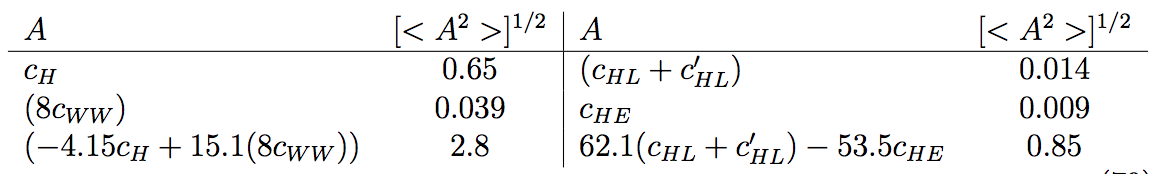 A [< A² >]^{1/2} A [< A² >]^{1/2}
c_H 0.65 (c_{HL} + c′_{HL}) 0.014
(8c_{WW}) 0.039 c_{HE} 0.009
(−4.15c_H + 15.1(8c_{WW})) 2.8 62.1(c_{HL} + c′_{HL}) − 53.5c_{HE} 0.85